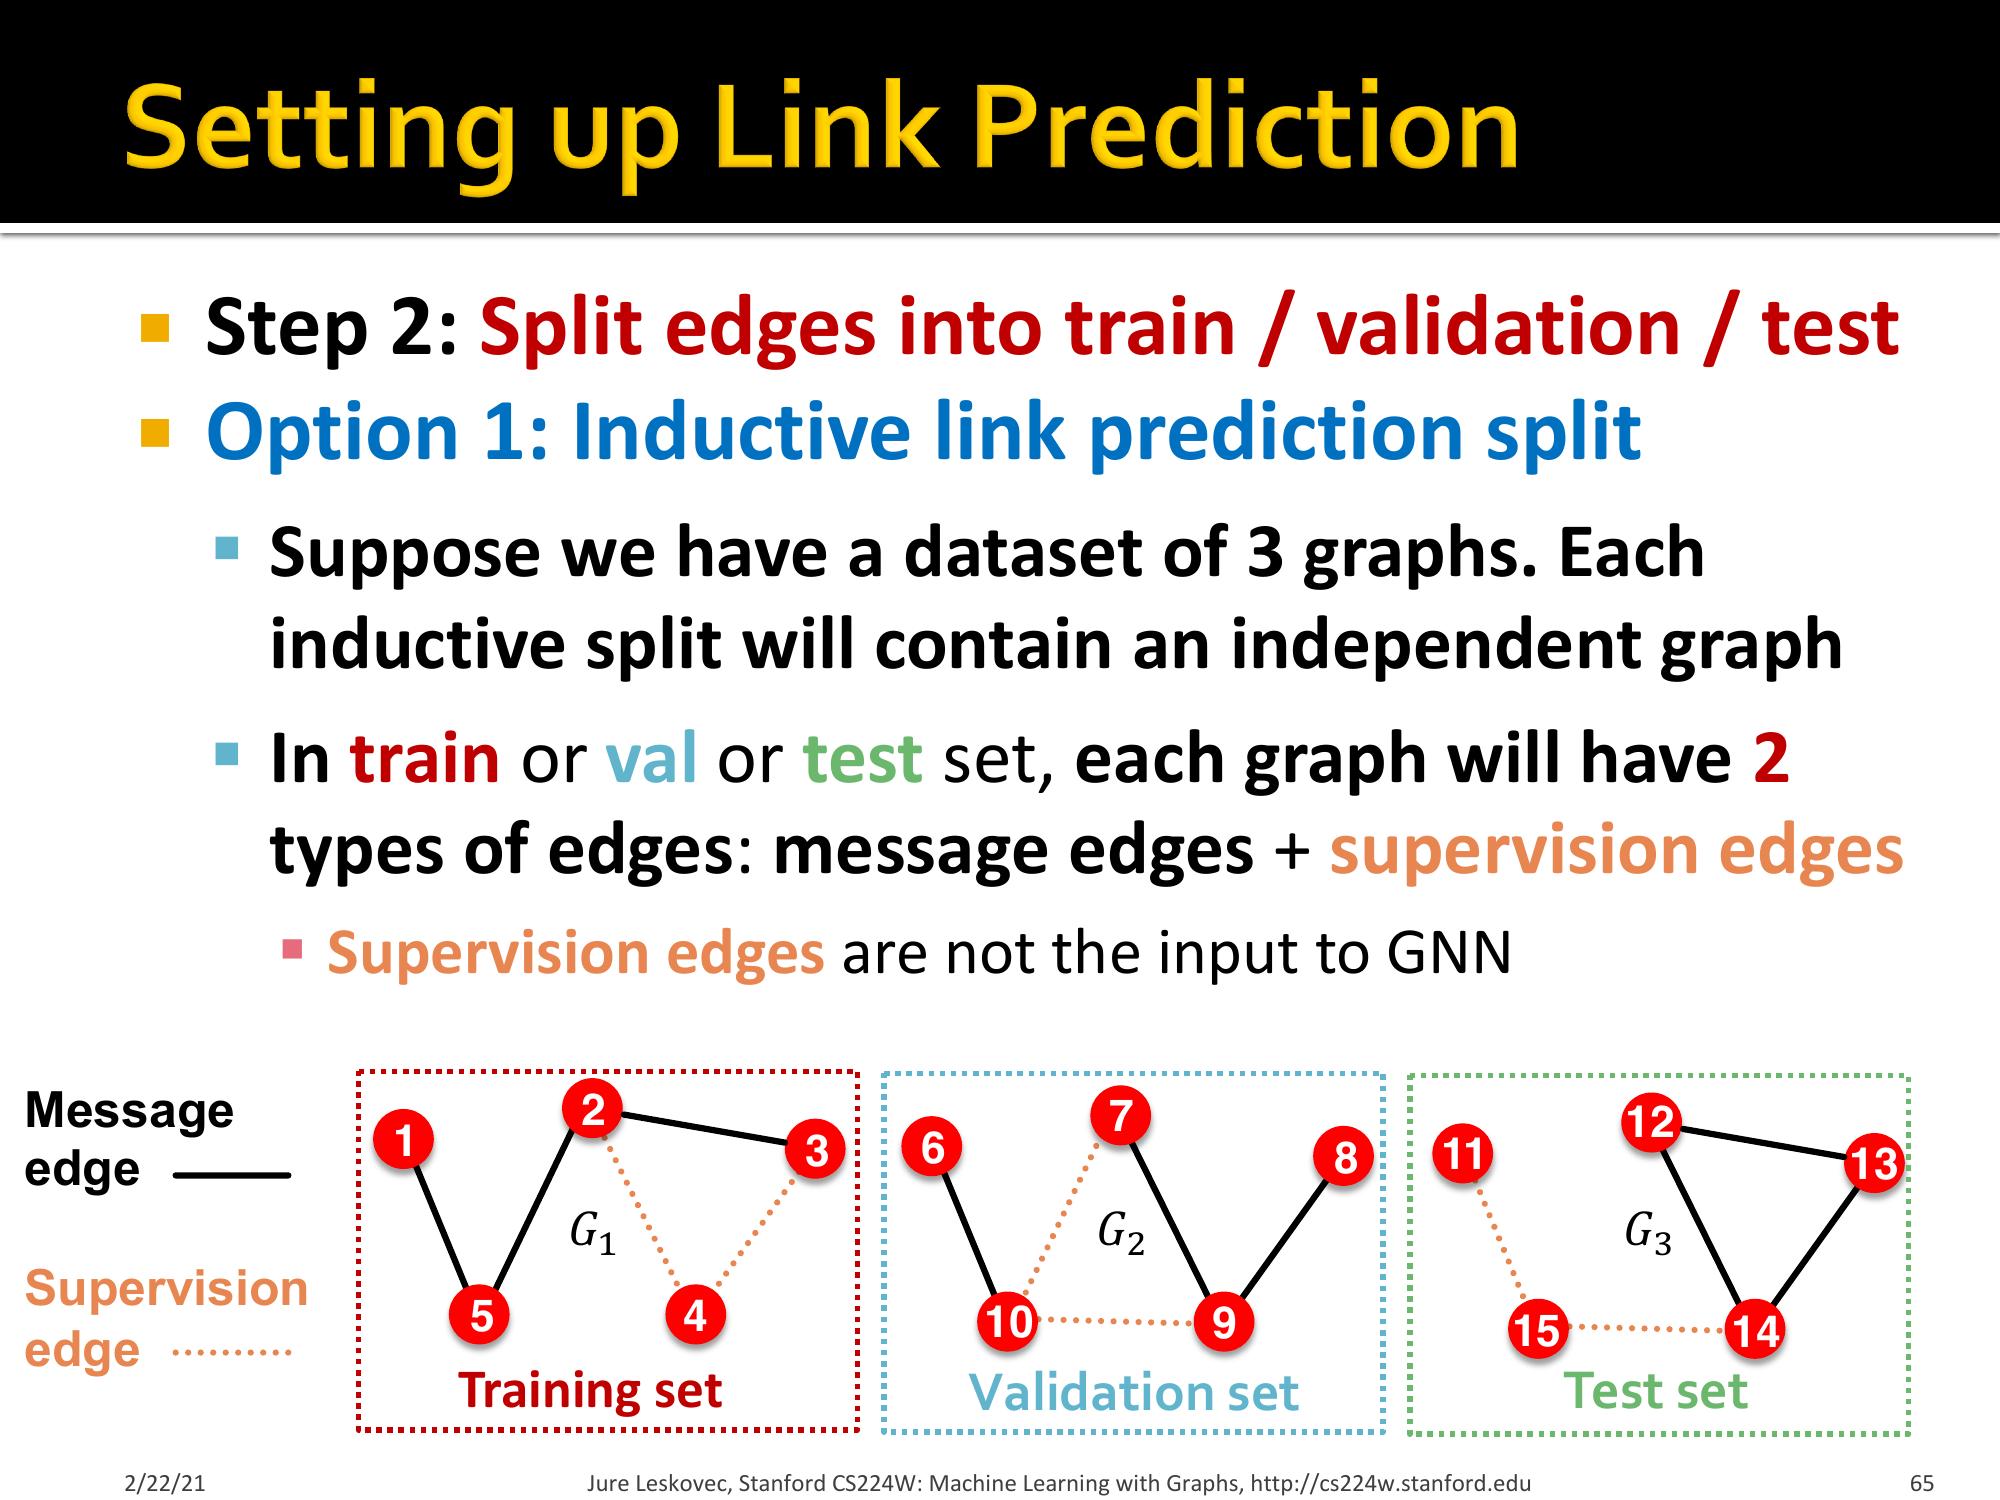 Setting up Link Prediction
Step 2: Split edges into train / validation / test
Option 1: Inductive link prediction split
Suppose we have a dataset of 3 graphs. Each
inductive split will contain an independent graph
In train or val or test set, each graph will have 2
types of edges: message edges + supervision edges
Supervision edges are not the input to GNN
Message
edge
Supervision
edge
1
2
3
G₁
5
4
Training set
6
7
8
G₂
10
9
Validation set
11
12
13
G₃
15
14
Test set
2/22/21
Jure Leskovec, Stanford CS224W: Machine Learning with Graphs, http://cs224w.stanford.edu
65